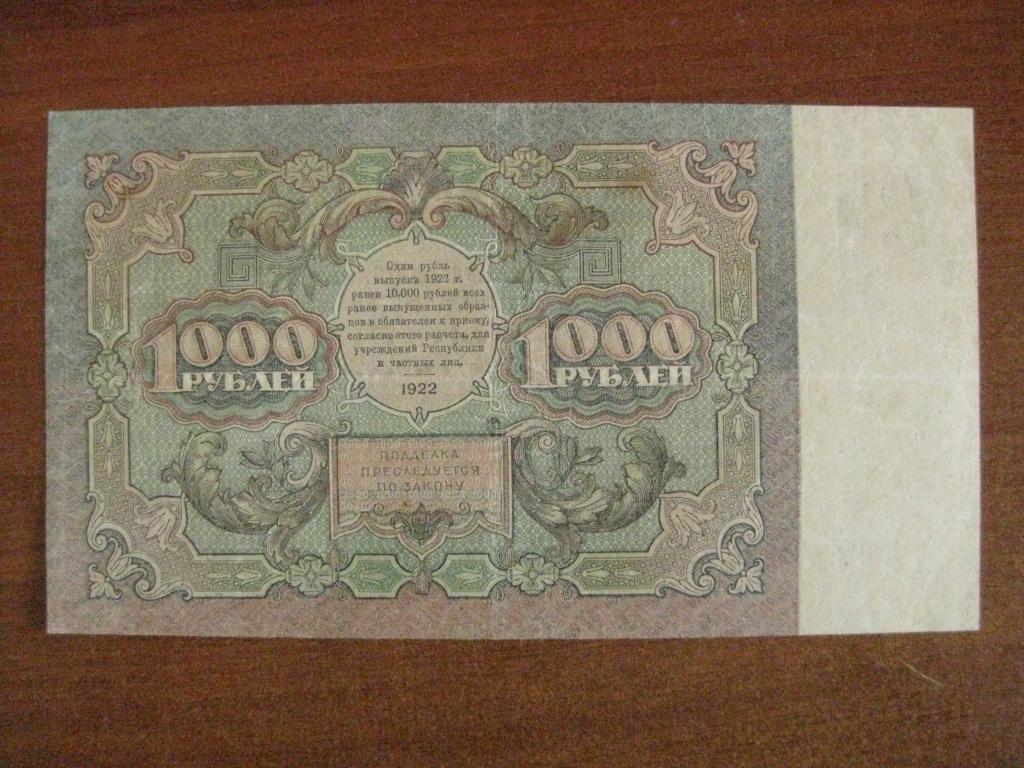 Один рубль
выпуска 1922 г.
равен 10.000 рублей всех
ранее выпущенных образ-
цов и обязателен к приему,
согласно этого расчета, для
учреждений Республики
и частных лиц.
1922
1000
РУБЛЕЙ
1000
РУБЛЕЙ
ПОДДЕЛКА
ПРЕСЛЕДУЕТСЯ
ПО ЗАКОНУ